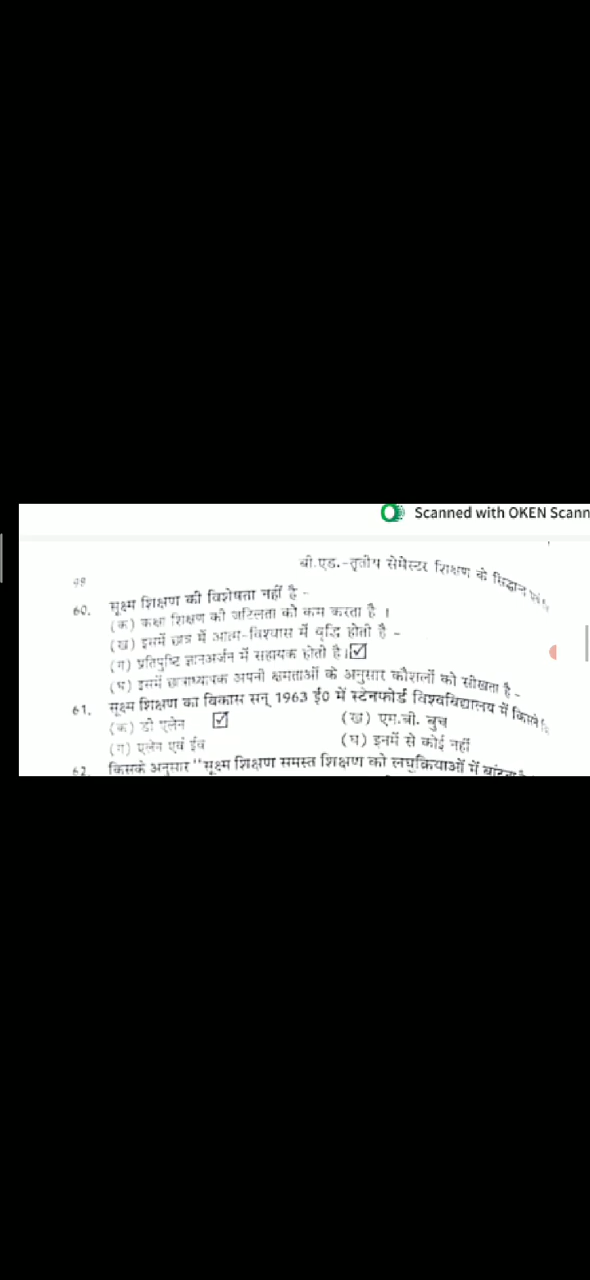 Scanned with OKEN Scann
बी.एड.-तृतीय सेमेस्टर शिक्षण के सिद्धान्त एवं
98
60. सूक्ष्म शिक्षण की विशेषता नहीं है -
(क) कक्षा शिक्षण की जटिलता को कम करता है ।
(ख) इसमें छात्र में आत्म-विश्वास में वृद्धि होती है -
(ग) प्रतिपुष्टि ज्ञानअर्जन में सहायक होती है।
(घ) इसमें छात्राध्यापक अपनी क्षमताओं के अनुसार कौशलों को सीखता है -
61. सूक्ष्म शिक्षण का विकास सन् 1963 ई0 में स्टेनफोर्ड विश्वविद्यालय में किसने
(क) डी एलेन (ख) एम.बी. बुच
(ग) एलेन एवं ईव (घ) इनमें से कोई नहीं
62. किसके अनुसार "सूक्ष्म शिक्षण समस्त शिक्षण को लघुक्रियाओं में